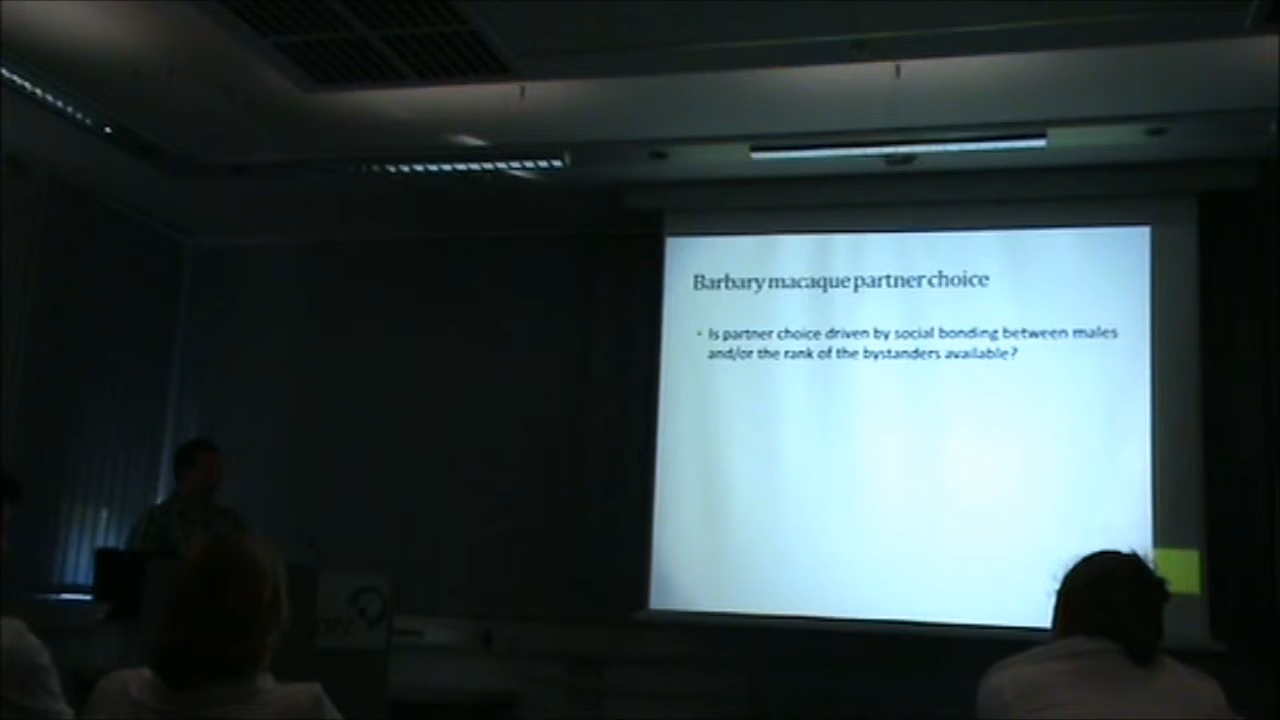 Barbary macaque partner choice
• Is partner choice driven by social bonding between males
and/or the rank of the bystanders available?
DPZ